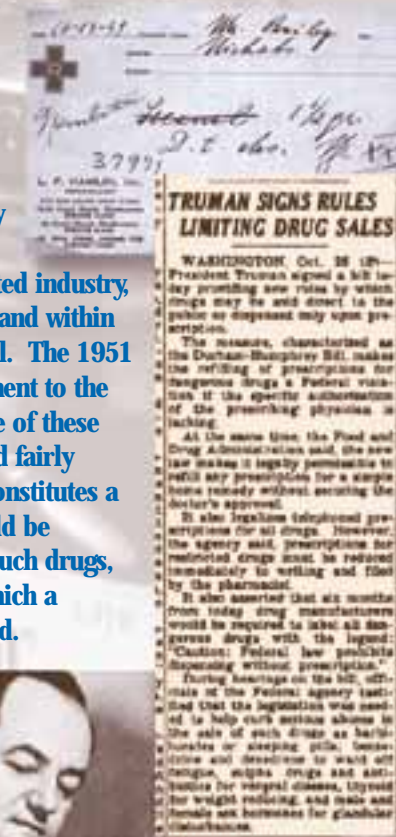 Mr. Bailey
Nichols
1½ gr.
37991
y
ted industry,
and within
l. The 1951
ment to the
e of these
d fairly
onstitutes a
ld be
such drugs,
hich a
d.
TRUMAN SIGNS RULES
LIMITING DRUG SALES
WASHINGTON Oct. 26
President Truman signed a bill to-
day providing new rules by which
drugs may be sold direct to the
public or dispensed only upon pre-
scription.
The measure, characterized as
the Durham-Humphrey Bill, makes
the refilling of prescriptions for
dangerous drugs a Federal viola-
tion if the specific authorization
of the prescribing physician is
lacking.
At the same time, the Food and
Drug Administration said, the new
law makes it legally permissible to
refill any prescription for a simple
home remedy without securing the
doctor's approval.
It also legalizes telephoned pre-
scriptions for all drugs. However,
the agency said, prescriptions for
restricted drugs must be reduced
immediately to writing and filed
by the pharmacist.
It also asserted that six months
from today drug manufacturers
would be required to label all dan-
gerous drugs with the legend:
"Caution: Federal law prohibits
dispensing without prescription."
During hearings on the bill, offi-
cials of the Federal agency testi-
fied that the legislation was need-
ed to help curb serious abuses in
the sale of such drugs as barbi-
turates or sleeping pills, benze-
drine and dexedrine to ward off
fatigue, sulpha drugs and anti-
biotics for venereal disease, thyroid
for weight reducing, and male and
female sex hormones for glandular
disturbances.